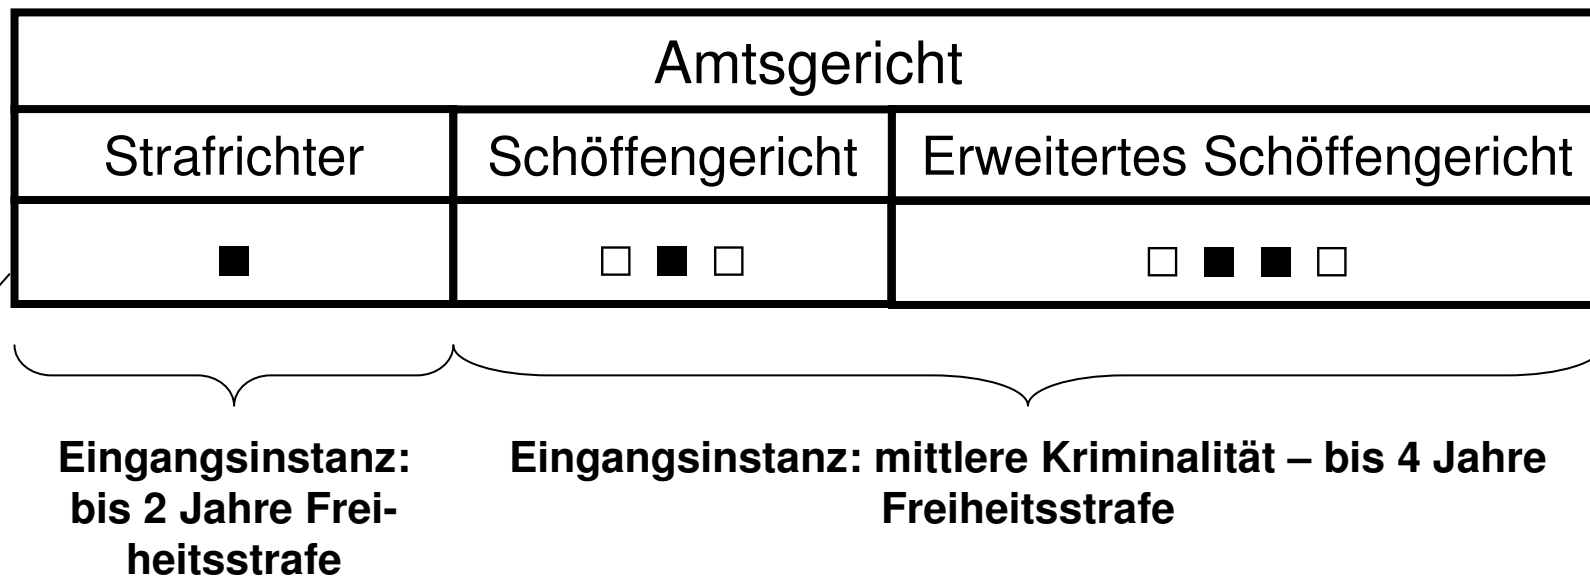 Amtsgericht
Strafrichter
Schöffengericht
Erweitertes Schöffengericht
Eingangsinstanz:
bis 2 Jahre Frei-
heitsstrafe
Eingangsinstanz: mittlere Kriminalität – bis 4 Jahre
Freiheitsstrafe